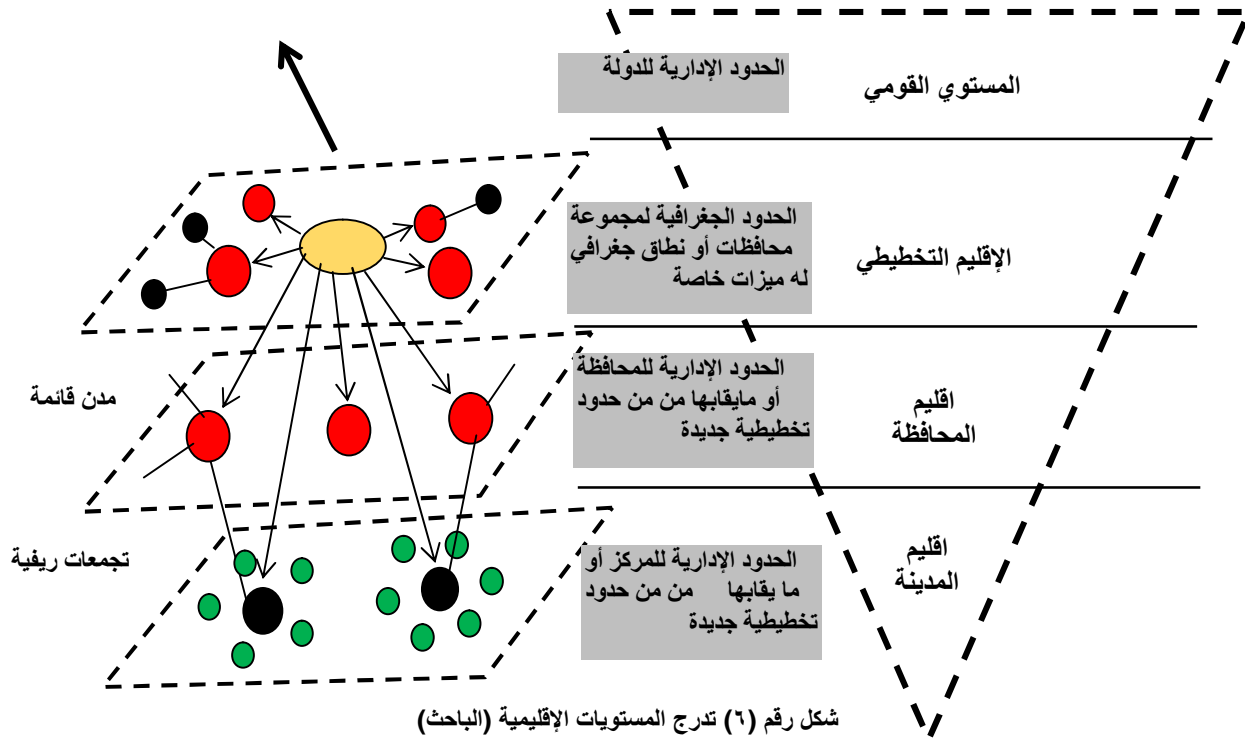 المستوي القومي
الحدود الإدارية للدولة
الإقليم التخطيطي
الحدود الجغرافية لمجموعة
محافظات أو نطاق جغرافي
له ميزات خاصة
اقليم
المحافظة
الحدود الإدارية للمحافظة
أو مايقابها من من حدود
تخطيطية جديدة
مدن قائمة
اقليم
المدينة
الحدود الإدارية للمركز أو
ما يقابها من من حدود
تخطيطية جديدة
تجمعات ريفية
شكل رقم (٦) تدرج المستويات الإقليمية (الباحث)